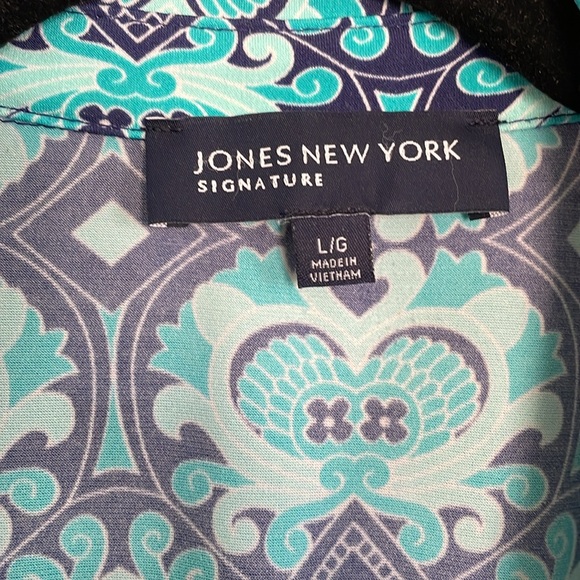 JONES NEW YORK
SIGNATURE
L/G
MADE IN
VIETNAM